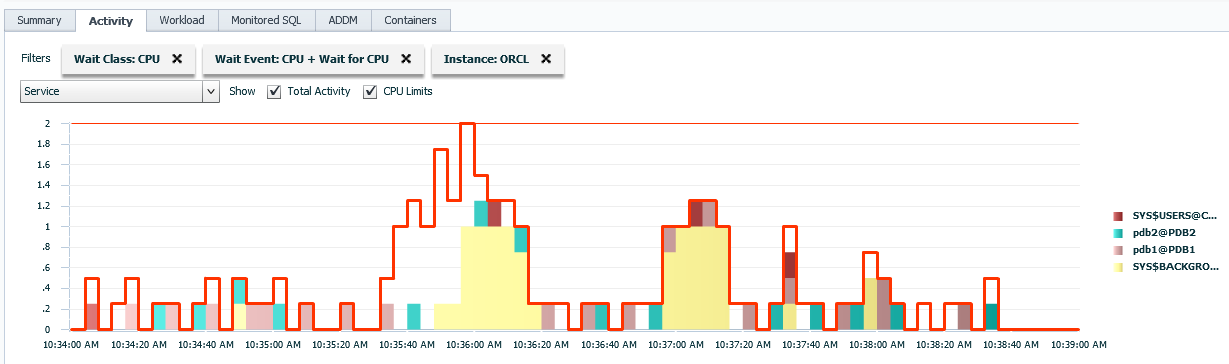 Summary Activity Workload Monitored SQL ADDM Containers
Filters Wait Class: CPU × Wait Event: CPU + Wait for CPU × Instance: ORCL ×
Service Show Total Activity CPU Limits
2
1.8
1.6
1.4
1.2
1
.8
.6
.4
.2
0
10:34:00 AM 10:34:20 AM 10:34:40 AM 10:35:00 AM 10:35:20 AM 10:35:40 AM 10:36:00 AM 10:36:20 AM 10:36:40 AM 10:37:00 AM 10:37:20 AM 10:37:40 AM 10:38:00 AM 10:38:20 AM 10:38:40 AM 10:39:00 AM
SYS$USERS@C...
pdb2@PDB2
pdb1@PDB1
SYS$BACKGRO...